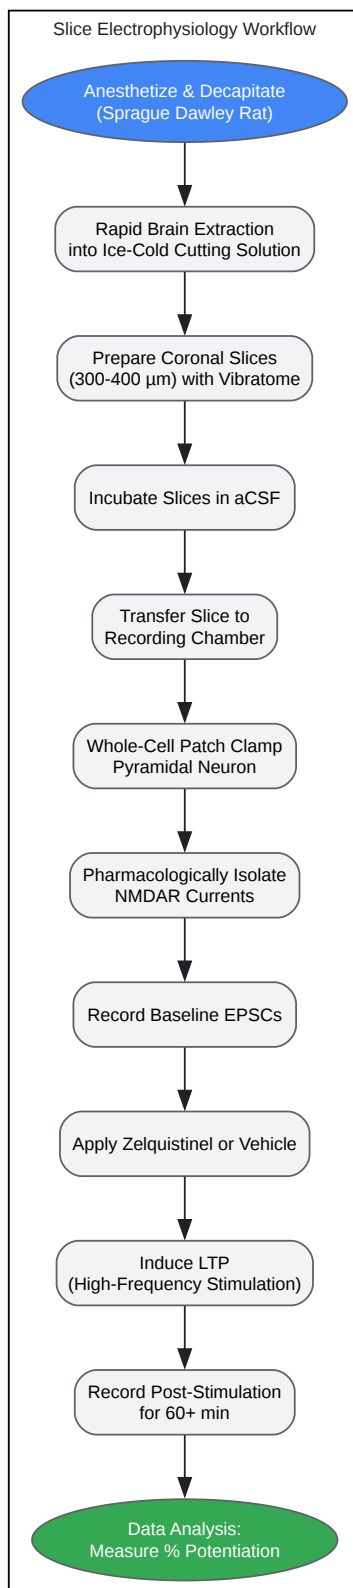 Slice Electrophysiology Workflow
Anesthetize & Decapitate
(Sprague Dawley Rat)
Rapid Brain Extraction
into Ice-Cold Cutting Solution
Prepare Coronal Slices
(300-400 µm) with Vibratome
Incubate Slices in aCSF
Transfer Slice to
Recording Chamber
Whole-Cell Patch Clamp
Pyramidal Neuron
Pharmacologically Isolate
NMDAR Currents
Record Baseline EPSCs
Apply Zelquistinel or Vehicle
Induce LTP
(High-Frequency Stimulation)
Record Post-Stimulation
for 60+ min
Data Analysis:
Measure % Potentiation